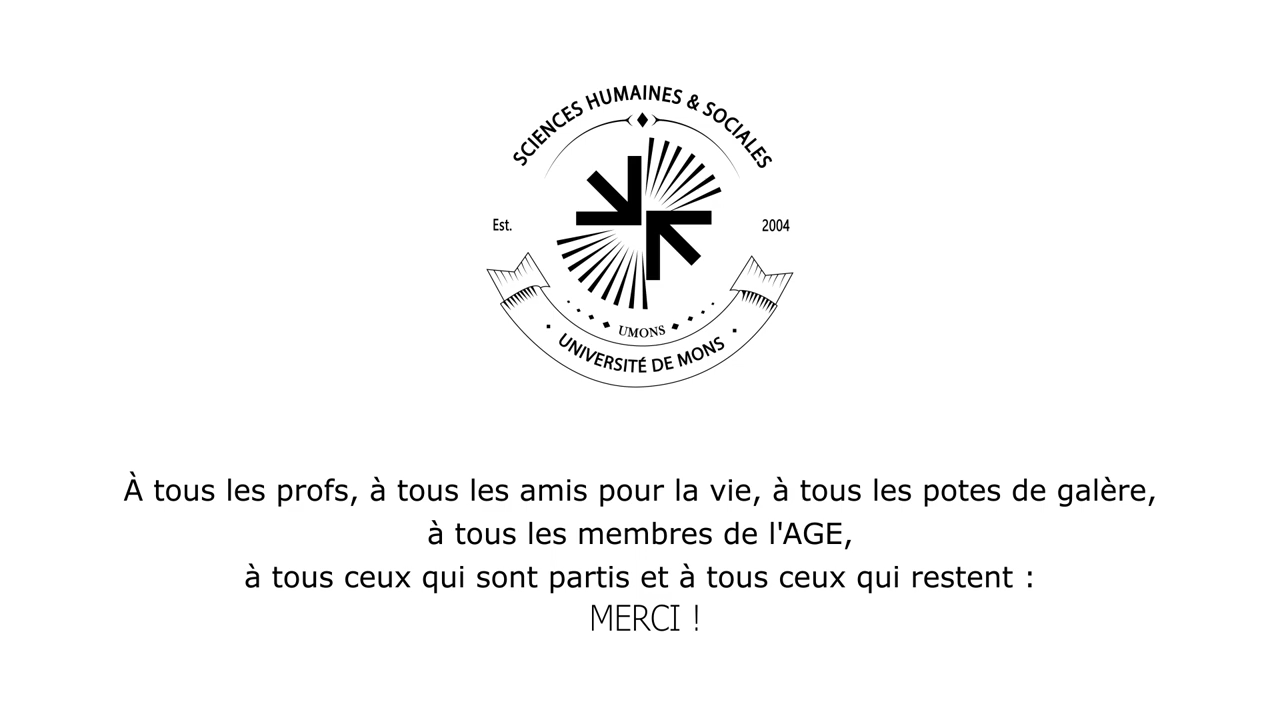 SCIENCES HUMAINES & SOCIALES
Est.
2004
UMONS
UNIVERSITÉ DE MONS
À tous les profs, à tous les amis pour la vie, à tous les potes de galère,
à tous les membres de l'AGE,
à tous ceux qui sont partis et à tous ceux qui restent :
MERCI !